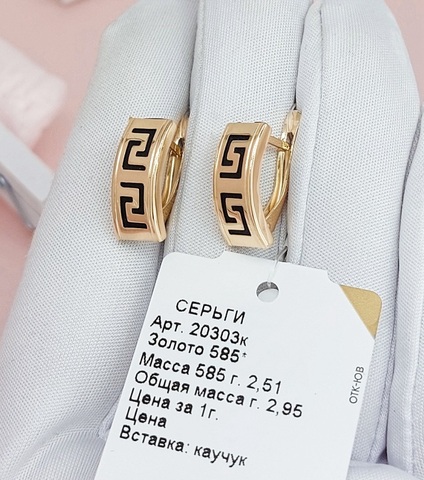 СЕРЬГИ
Арт. 20303к
Золото 585*
Масса 585 г. 2,51
Общая масса г. 2,95
Цена за 1г.
Цена
Вставка: каучук
ОТК-ЮВ